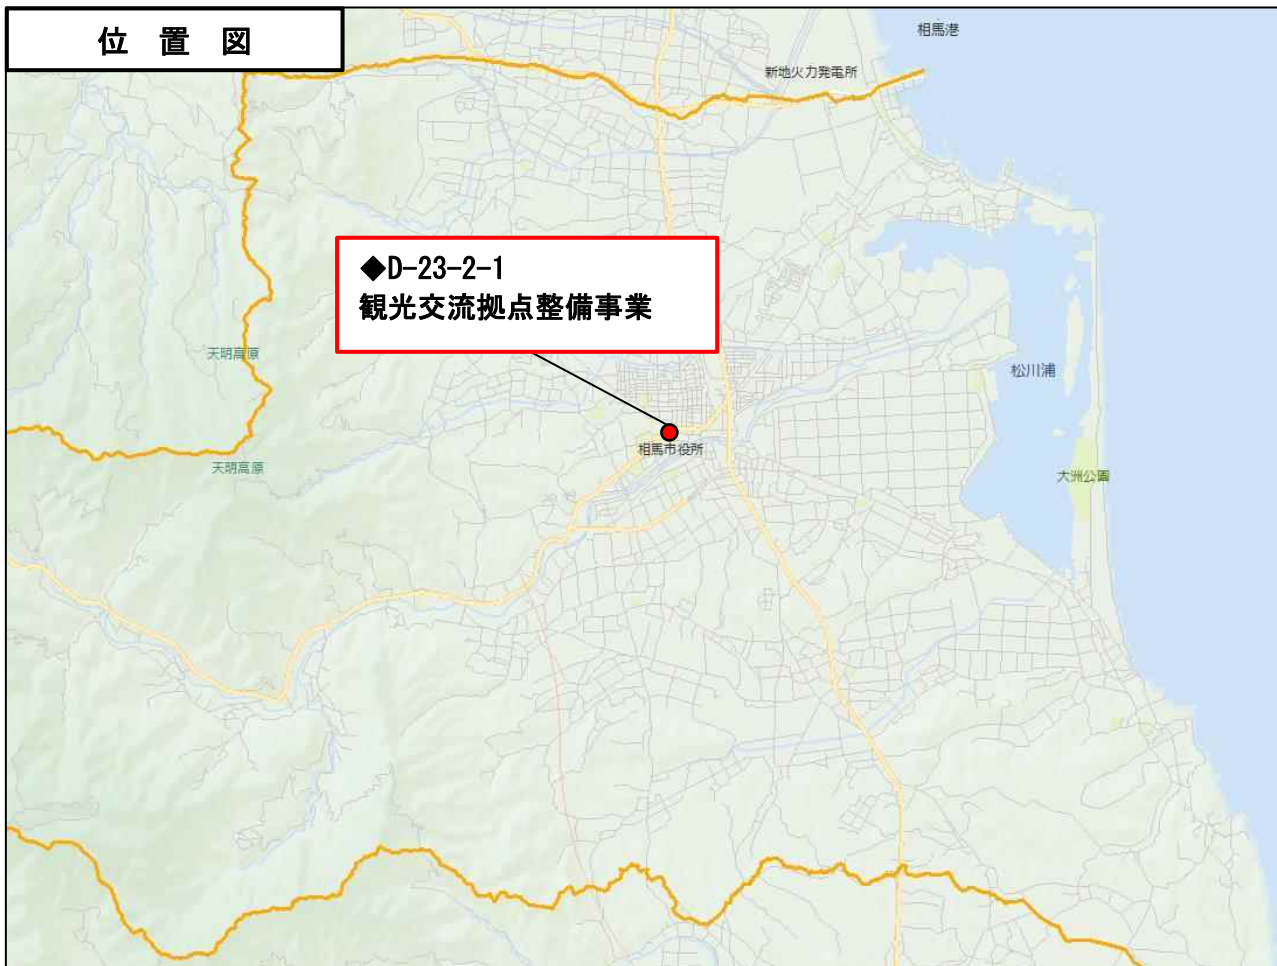 位 置 図
相馬港
新地火力発電所
◆D-23-2-1
観光交流拠点整備事業
天明高原
松川浦
相馬市役所
天明高原
大洲公園